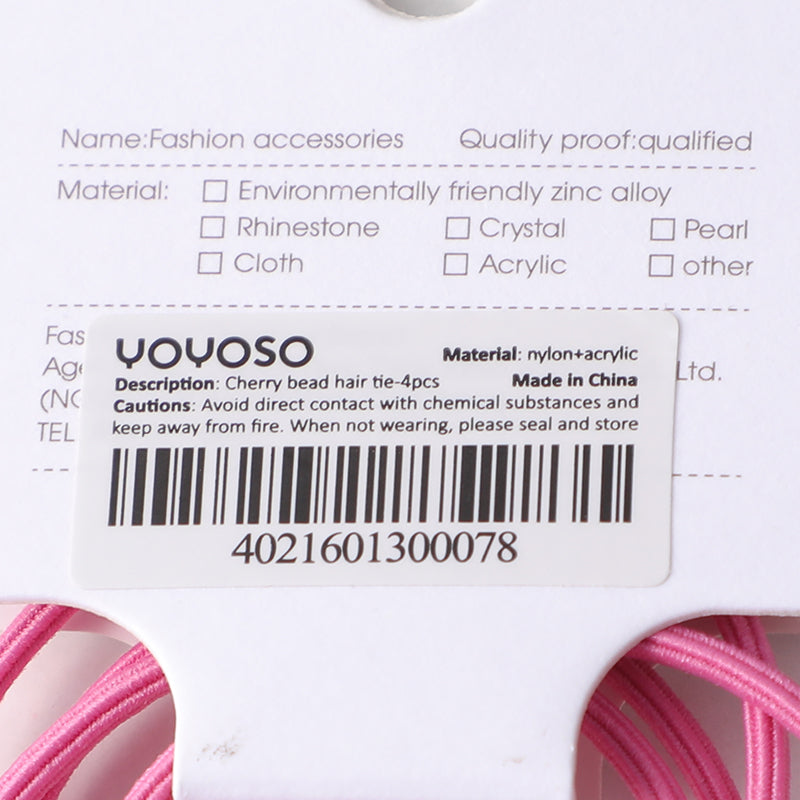 Name:Fashion accessories Quality proof:qualified
Material: □ Environmentally friendly zinc alloy
□ Rhinestone □ Crystal □ Pearl
□ Cloth □ Acrylic □ other
YOYOSO Material: nylon+acrylic
Description: Cherry bead hair tie-4pcs Made in China
Cautions: Avoid direct contact with chemical substances and
keep away from fire. When not wearing, please seal and store
Ltd.
TEL
4021601300078